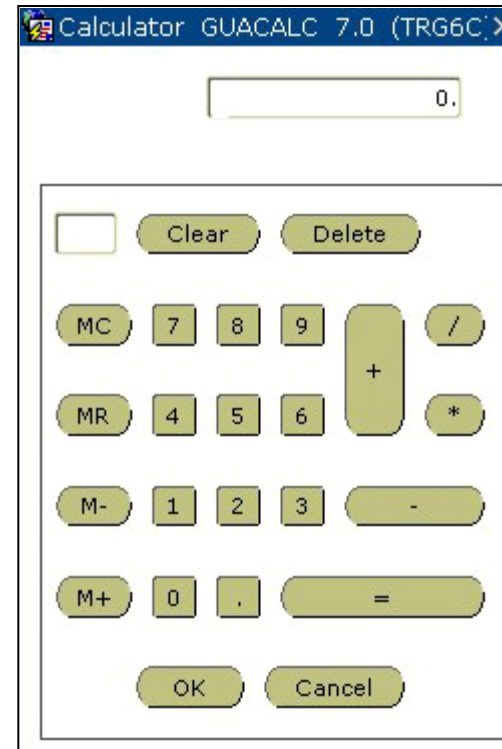 Calculator GUACALC 7.0 (TRG6C)
0.
Clear Delete
MC 7 8 9 + /
MR 4 5 6 *
M- 1 2 3 -
M+ 0 . =
OK Cancel